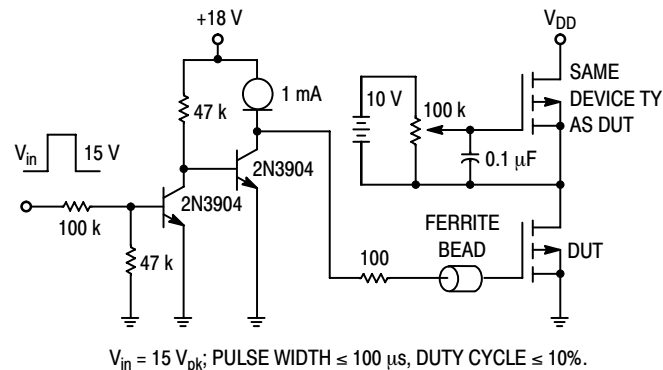 +18 V
V_DD
1 mA
47 k
10 V
100 k
SAME
DEVICE TY
AS DUT
V_in
15 V
2N3904
0.1 μF
2N3904
100 k
47 k
100
FERRITE
BEAD
DUT
V_in = 15 V_pk; PULSE WIDTH ≤ 100 μs, DUTY CYCLE ≤ 10%.